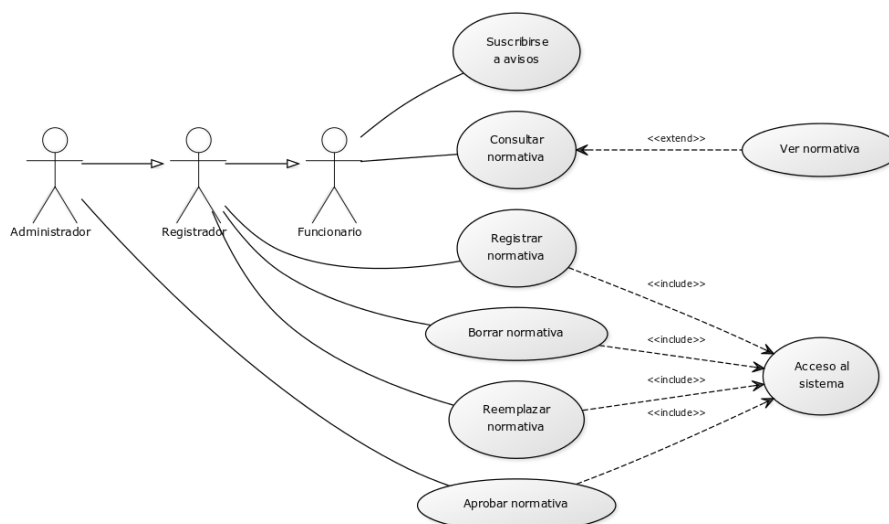 Suscribirse
a avisos
Consultar
normativa
<<extend>>
Ver normativa
Administrador
Registrador
Funcionario
Registrar
normativa
<<include>>
Borrar normativa
<<include>>
Acceso al
sistema
<<include>>
Reemplazar
normativa
<<include>>
Aprobar normativa